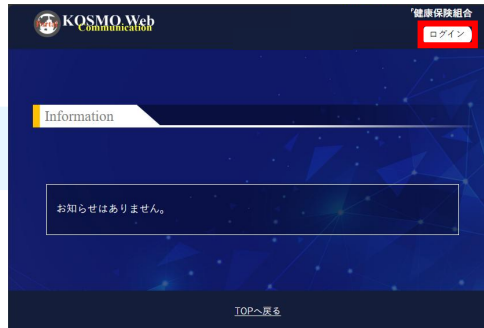 KOSMO Web
Communication
健康保険組合
ログイン
Information
お知らせはありません。
TOPへ戻る